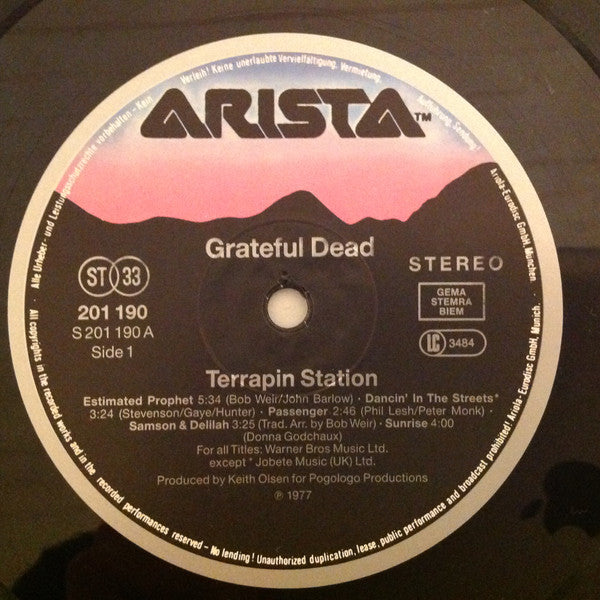 Alle Urheber- und Leistungsschutzrechte vorbehalten - Kein Verleih! Keine unerlaubte Vervielfältigung, Vermietung, Aufführung, Sendung!
ARISTA™
Grateful Dead
ST 33
STEREO
201 190
S 201 190 A
Side 1
GEMA
STEMRA
BIEM
LC 3484
Terrapin Station
Estimated Prophet 5:34 (Bob Weir/John Barlow) · Dancin' In The Streets*
3:24 (Stevenson/Gaye/Hunter) · Passenger 2:46 (Phil Lesh/Peter Monk)
Samson & Delilah 3:25 (Trad. Arr. by Bob Weir) · Sunrise 4:00
(Donna Godchaux)
For all Titles: Warner Bros Music Ltd.
except * Jobete Music (UK) Ltd.
Produced by Keith Olsen for Pogologo Productions
℗ 1977
Ariola-Eurodisc GmbH, München.
All copyrights in the recorded works and in the recorded performances reserved – No lending! Unauthorized duplication, lease, public performance and broadcast prohibited! Ariola-Eurodisc GmbH, Munich.